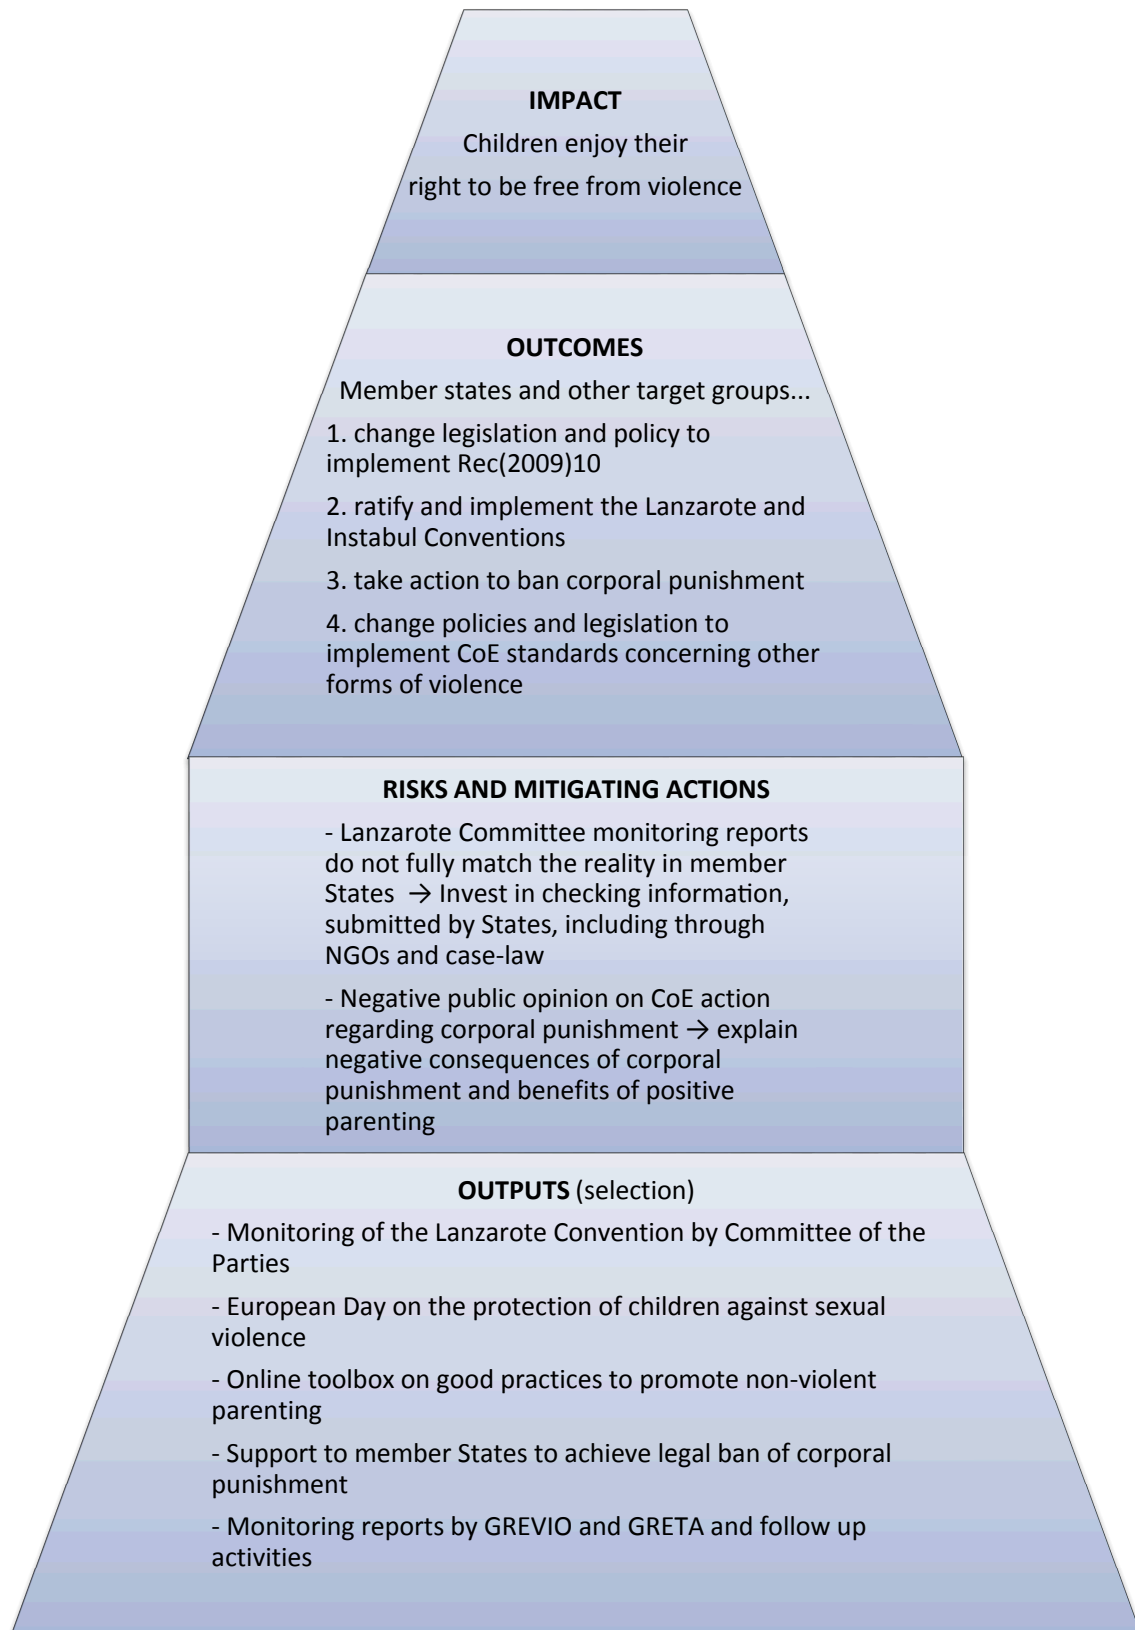 IMPACT
Children enjoy their
right to be free from violence
OUTCOMES
Member states and other target groups...
1. change legislation and policy to
implement Rec(2009)10
2. ratify and implement the Lanzarote and
Instabul Conventions
3. take action to ban corporal punishment
4. change policies and legislation to
implement CoE standards concerning other
forms of violence
RISKS AND MITIGATING ACTIONS
- Lanzarote Committee monitoring reports
do not fully match the reality in member
States → Invest in checking information,
submitted by States, including through
NGOs and case-law
- Negative public opinion on CoE action
regarding corporal punishment → explain
negative consequences of corporal
punishment and benefits of positive
parenting
OUTPUTS (selection)
- Monitoring of the Lanzarote Convention by Committee of the
Parties
- European Day on the protection of children against sexual
violence
- Online toolbox on good practices to promote non-violent
parenting
- Support to member States to achieve legal ban of corporal
punishment
- Monitoring reports by GREVIO and GRETA and follow up
activities